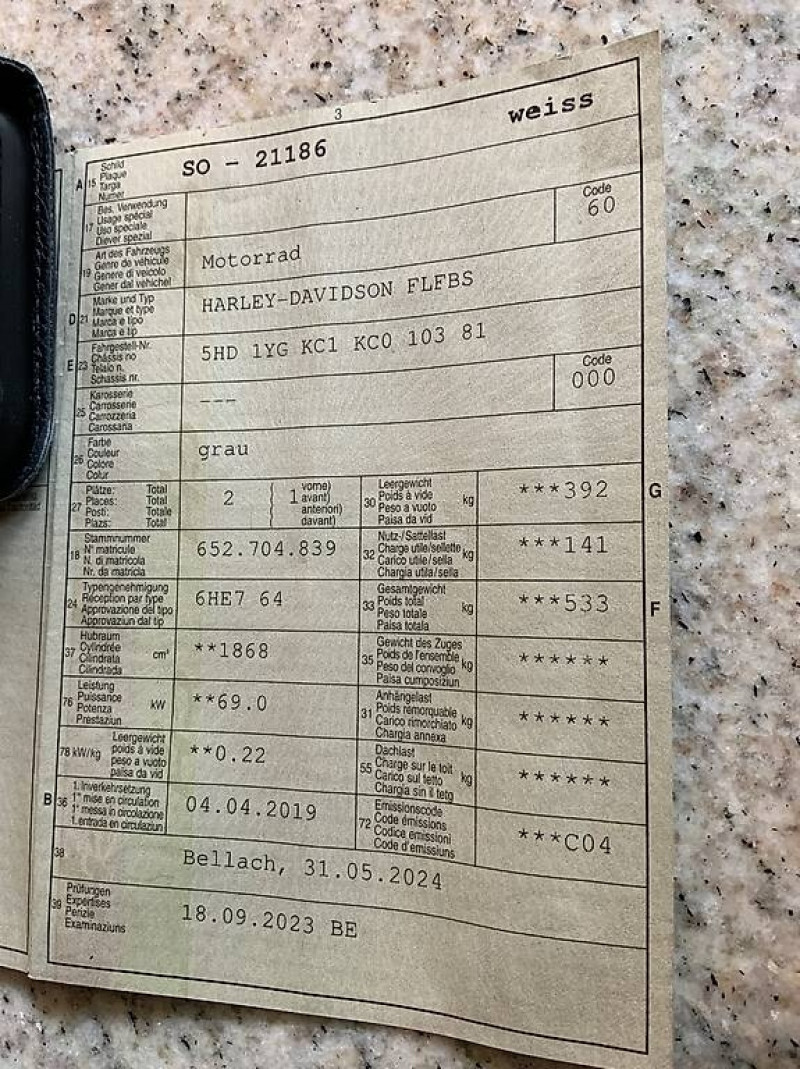 3
A 15 Schild
Plaque
Targa
Numer
SO - 21186
weiss
17 Bes. Verwendung
Usage spécial
Uso speciale
Diever spezial
Code
60
19 Art des Fahrzeugs
Genre de véhicule
Genere di veicolo
Gener dal vehichel
Motorrad
D 21 Marke und Typ
Marque et type
Marca e tipo
Marca e tip
HARLEY-DAVIDSON FLFBS
E 23 Fahrgestell-Nr.
Châssis no
Telaio n.
Schassis nr.
5HD 1YG KC1 KC0 103 81
25 Karosserie
Carrosserie
Carrozzeria
Carossaria
---
Code
000
26 Farbe
Couleur
Colore
Colur
grau
27 Plätze: Total
Places: Total
Posti: Totale
Plazs: Total
2 ( 1 vorne)
avant)
anteriori)
davant)
30 Leergewicht
Poids à vide
Peso a vuoto
Paisa da vid
kg
***392
G
18 Stammnummer
N° matricule
N. di matricola
Nr. da matricla
652.704.839
32 Nutz-/Sattellast
Charge utile/sellette
Carico utile/sella
Chargia utila/sella
kg
***141
24 Typengenehmigung
Réception par type
Approvazione del tipo
Approvaziun dal tip
6HE7 64
33 Gesamtgewicht
Poids total
Peso totale
Paisa totala
kg
***533
F
37 Hubraum
Cylindrée
Cilindrata
Cilindrada
cm³
**1868
35 Gewicht des Zuges
Poids de l'ensemble
Peso del convoglio
Paisa cumposiziun
kg
******
76 Leistung
Puissance
Potenza
Prestaziun
kW
**69.0
31 Anhängelast
Poids remorquable
Carico rimorchiato
Chargia annexa
kg
******
78 kW/kg Leergewicht
poids à vide
peso a vuoto
paisa da vid
**0.22
55 Dachlast
Charge sur le toit
Carico sul tetto
Chargia sin il tetg
kg
******
B 36 1. Inverkehrsetzung
1re mise en circulation
1a messa in circolazione
1. entrada en circulaziun
04.04.2019
72 Emissionscode
Code émissions
Codice emissioni
Code d'emissiuns
***C04
38
Bellach, 31.05.2024
39 Prüfungen
Expertises
Perizie
Examinaziuns
18.09.2023 BE